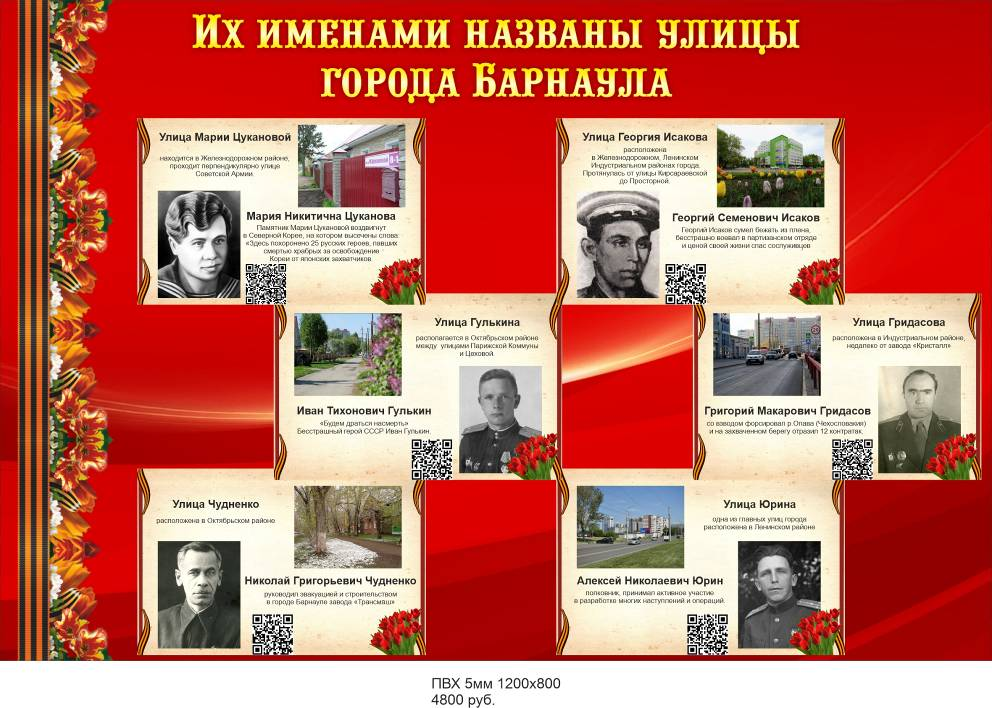 Их именами названы улицы
города Барнаула
Улица Марии Цукановой
находится в Железнодорожном районе,
проходит перпендикулярно улице
Советской Армии.
Мария Никитична Цуканова
Памятник Марии Цукановой воздвигнут
в Северной Корее, на котором высечены слова:
«Здесь похоронено 25 русских героев, павших
смертью храбрых за освобождение
Кореи от японских захватчиков.
Улица Георгия Исакова
расположена
в Железнодорожном, Ленинском
Индустриальном районах города.
Протянулась от улицы Кирсараевской
до Просторной.
Георгий Семенович Исаков
Георгий Исаков сумел бежать из плена,
бесстрашно воевал в партизанском отряде
и ценой своей жизни спас сослуживцев
Улица Гулькина
располагается в Октябрьском районе
между улицами Парижской Коммуны
и Цеховой
Иван Тихонович Гулькин
«Будем драться насмерть»
Бесстрашный герой СССР Иван Гулькин.
Улица Гридасова
расположена в Индустриальном районе,
недалеко от завода «Кристалл»
Григорий Макарович Гридасов
со взводом форсировал р.Опава (Чехословакия)
и на захваченном берегу отразил 12 контратак.
Улица Чудненко
расположена в Октябрьском районе
Николай Григорьевич Чудненко
руководил эвакуацией и строительством
в городе Барнауле завода «Трансмаш»
Улица Юрина
одна из главных улиц города
расположена в Ленинском районе
Алексей Николаевич Юрин
полковник, принимал активное участие
в разработке многих наступлений и операций.
ПВХ 5мм 1200х800
4800 руб.